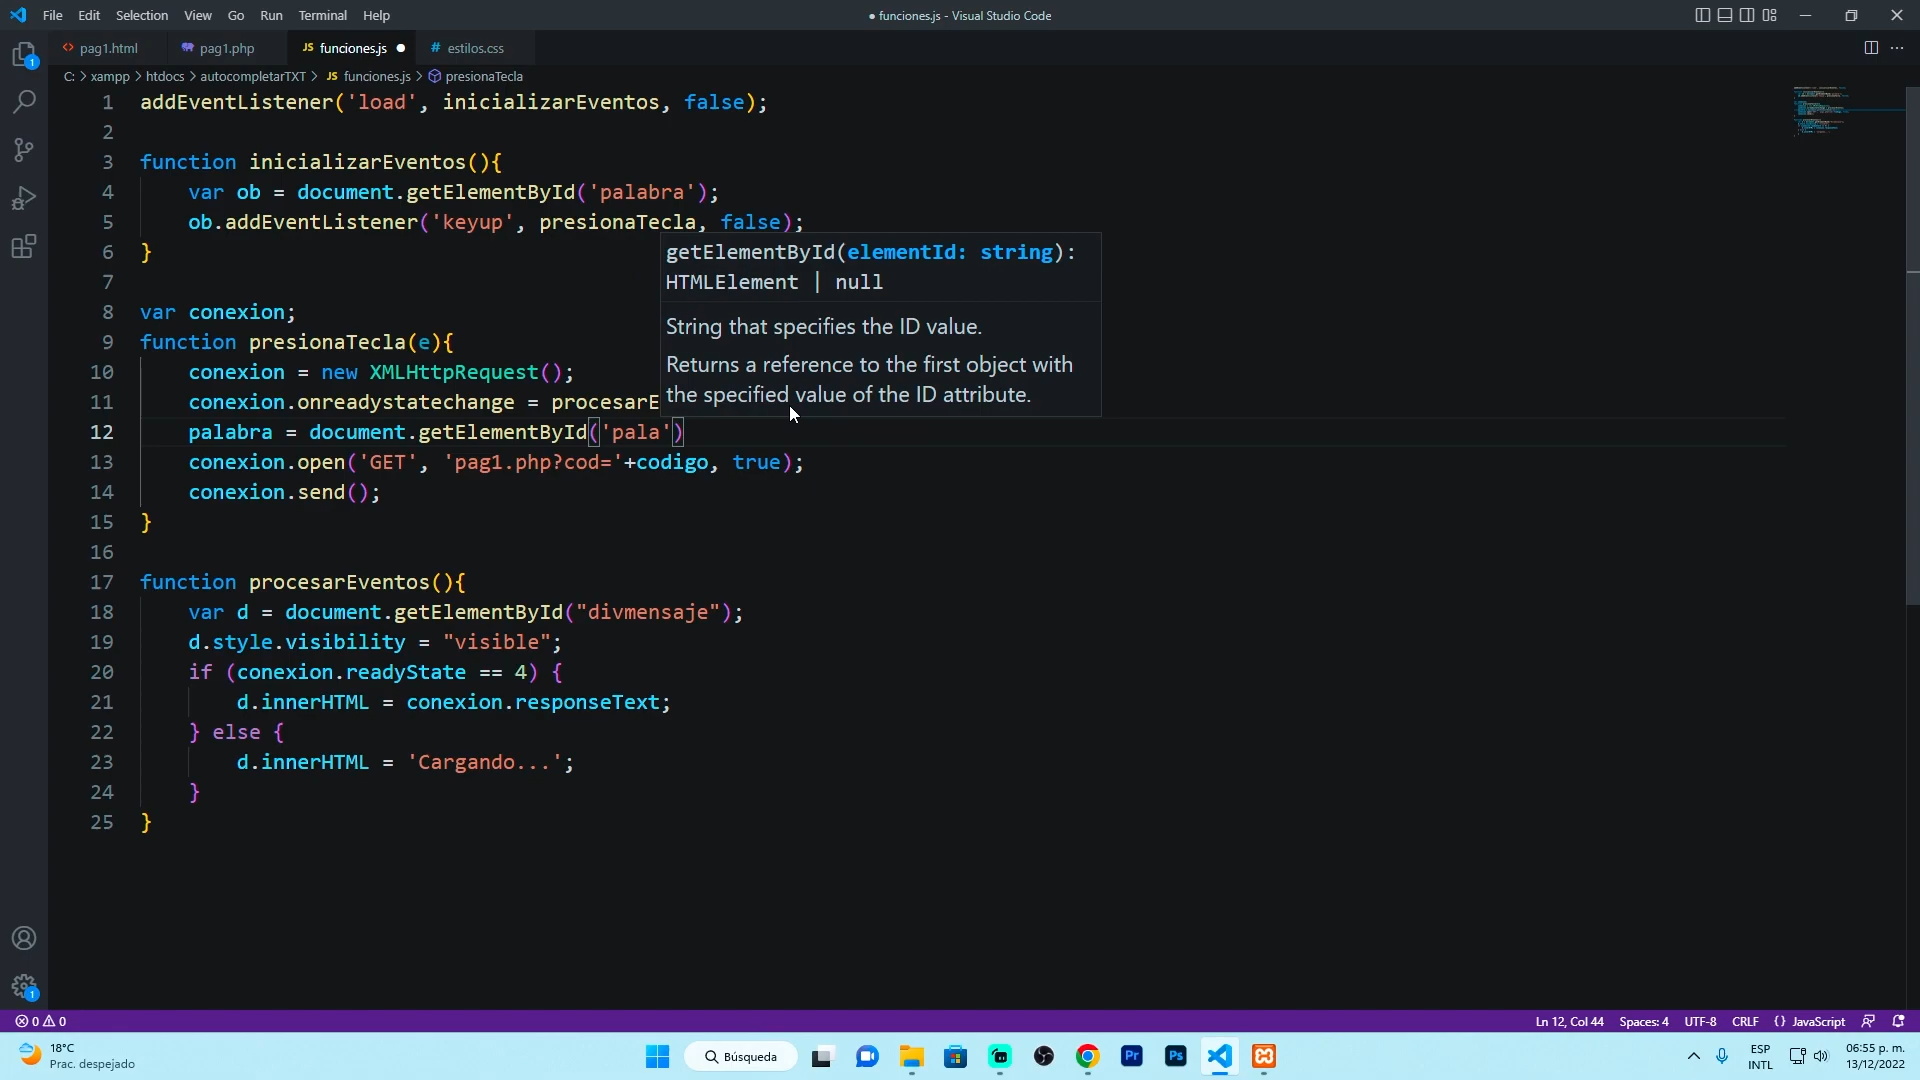 File Edit Selection View Go Run Terminal Help
● funciones.js - Visual Studio Code
<> pag1.html
pag1.php
JS funciones.js ●
# estilos.css
C: > xampp > htdocs > autocompletarTXT > JS funciones.js > presionaTecla
1 addEventListener('load', inicializarEventos, false);
2
3 function inicializarEventos(){
4 var ob = document.getElementById('palabra');
5 ob.addEventListener('keyup', presionaTecla, false);
6 }
7
8 var conexion;
9 function presionaTecla(e){
10 conexion = new XMLHttpRequest();
11 conexion.onreadystatechange = procesarE
12 palabra = document.getElementById('pala')
13 conexion.open('GET', 'pag1.php?cod='+codigo, true);
14 conexion.send();
15 }
16
17 function procesarEventos(){
18 var d = document.getElementById("divmensaje");
19 d.style.visibility = "visible";
20 if (conexion.readyState == 4) {
21 d.innerHTML = conexion.responseText;
22 } else {
23 d.innerHTML = 'Cargando...';
24 }
25 }
getElementById(elementId: string):
HTMLElement | null
String that specifies the ID value.
Returns a reference to the first object with
the specified value of the ID attribute.
1
1
0 0
Ln 12, Col 44 Spaces: 4 UTF-8 CRLF {} JavaScript
18°C
Prac. despejado
Búsqueda
Pr
Ps
ESP
INTL
06:55 p. m.
13/12/2022